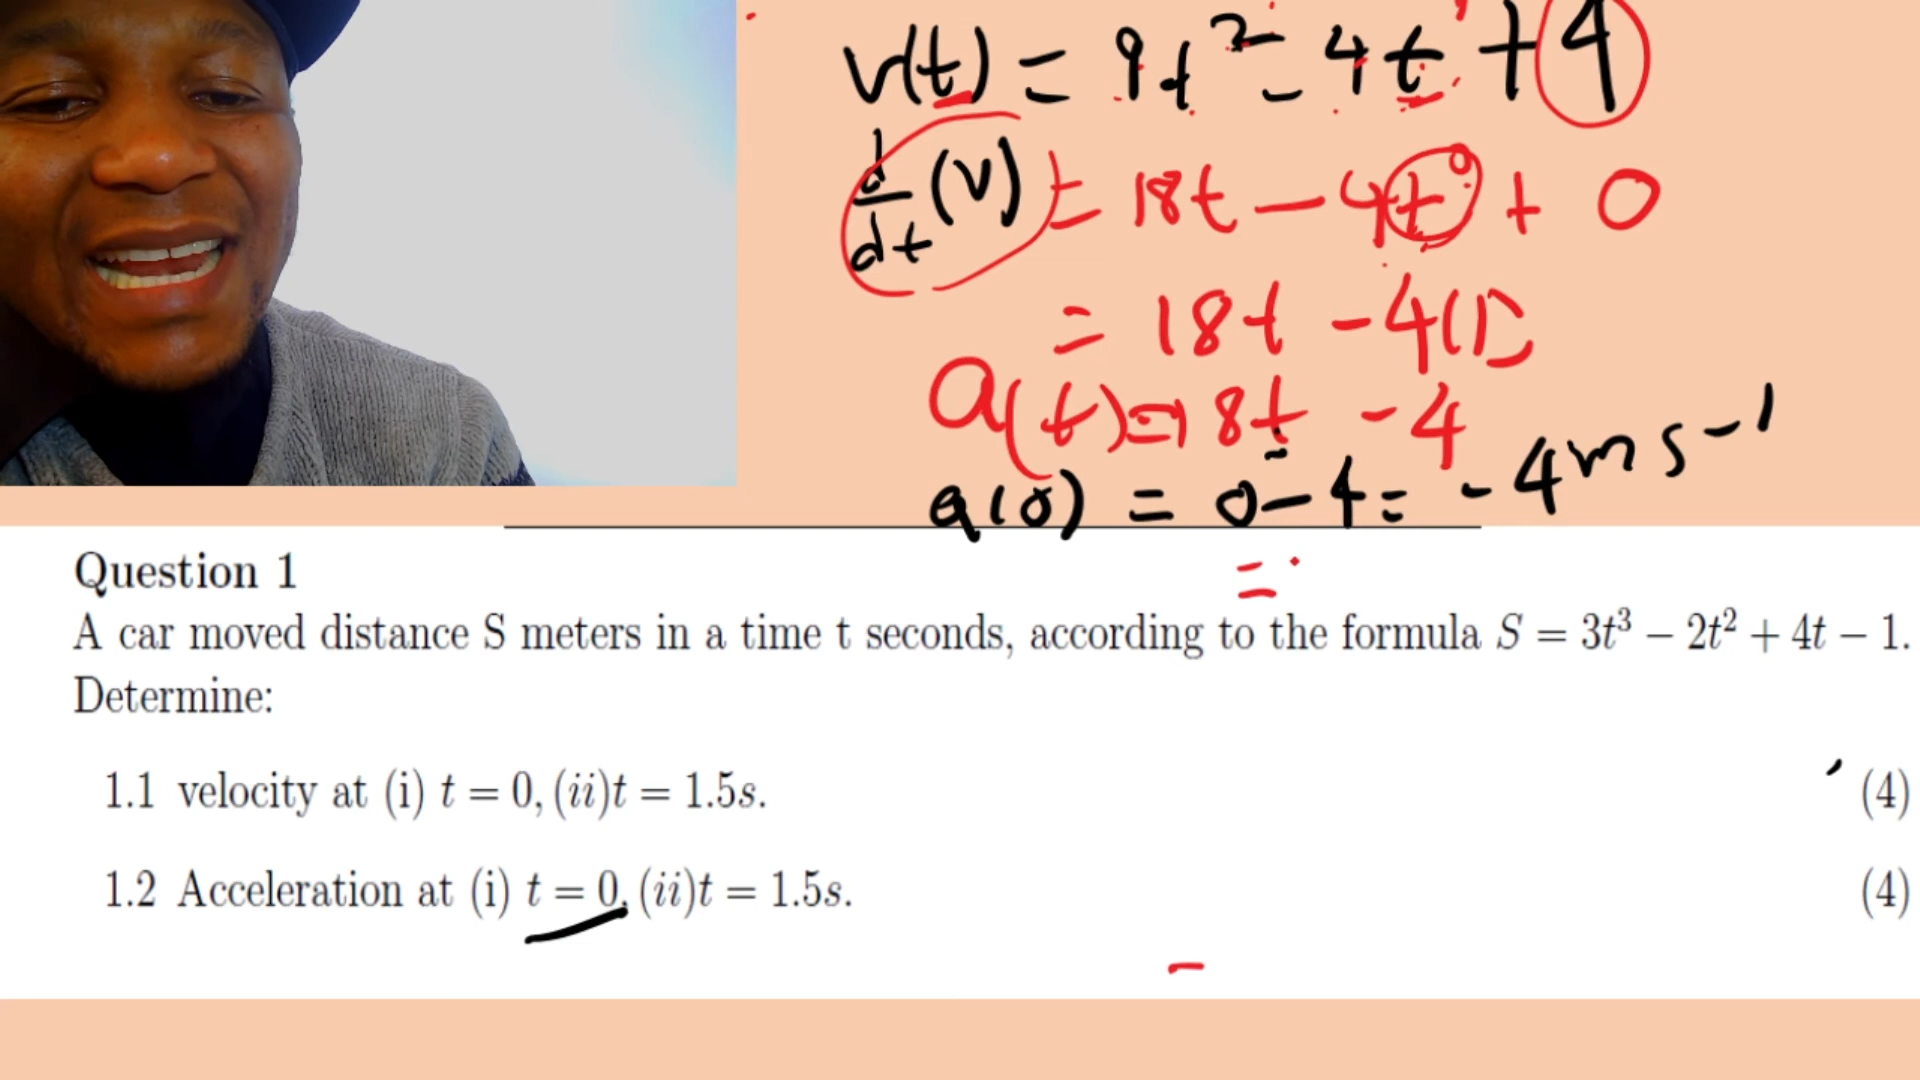 v(t) = 9t² - 4t¹ + 4
d/dt (v) = 18t - 4t⁰ + 0
= 18t - 4(1)
a(t) = 18t - 4
a(0) = 0 - 4 = -4ms⁻¹
=
Question 1
A car moved distance S meters in a time t seconds, according to the formula S = 3t³ − 2t² + 4t − 1.
Determine:
1.1 velocity at (i) t = 0, (ii)t = 1.5s. (4)
1.2 Acceleration at (i) t = 0, (ii)t = 1.5s. (4)